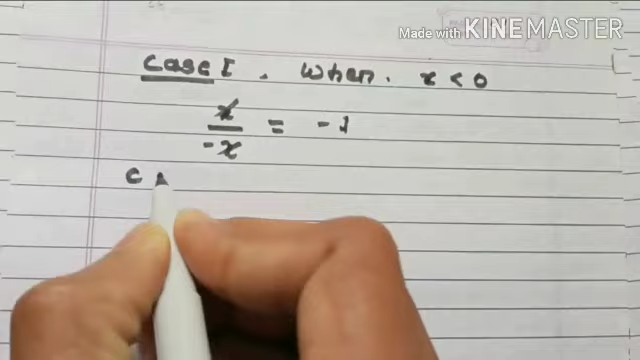 Made with KINEMASTER
Case I . When . x < 0
x/-x = -1
C